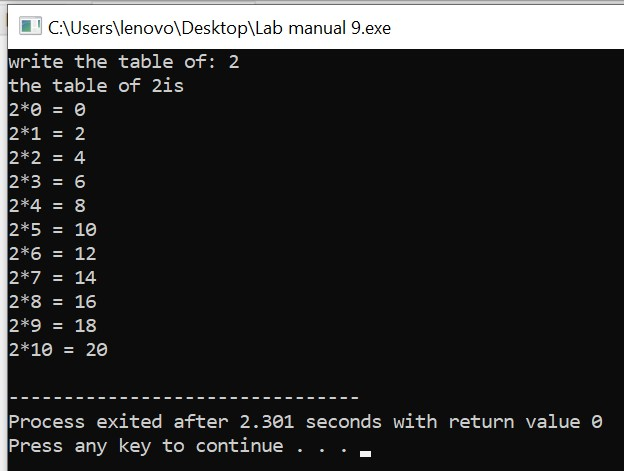 C:\Users\lenovo\Desktop\Lab manual 9.exe
write the table of: 2
the table of 2is
2*0 = 0
2*1 = 2
2*2 = 4
2*3 = 6
2*4 = 8
2*5 = 10
2*6 = 12
2*7 = 14
2*8 = 16
2*9 = 18
2*10 = 20
--------------------------------
Process exited after 2.301 seconds with return value 0
Press any key to continue . . .